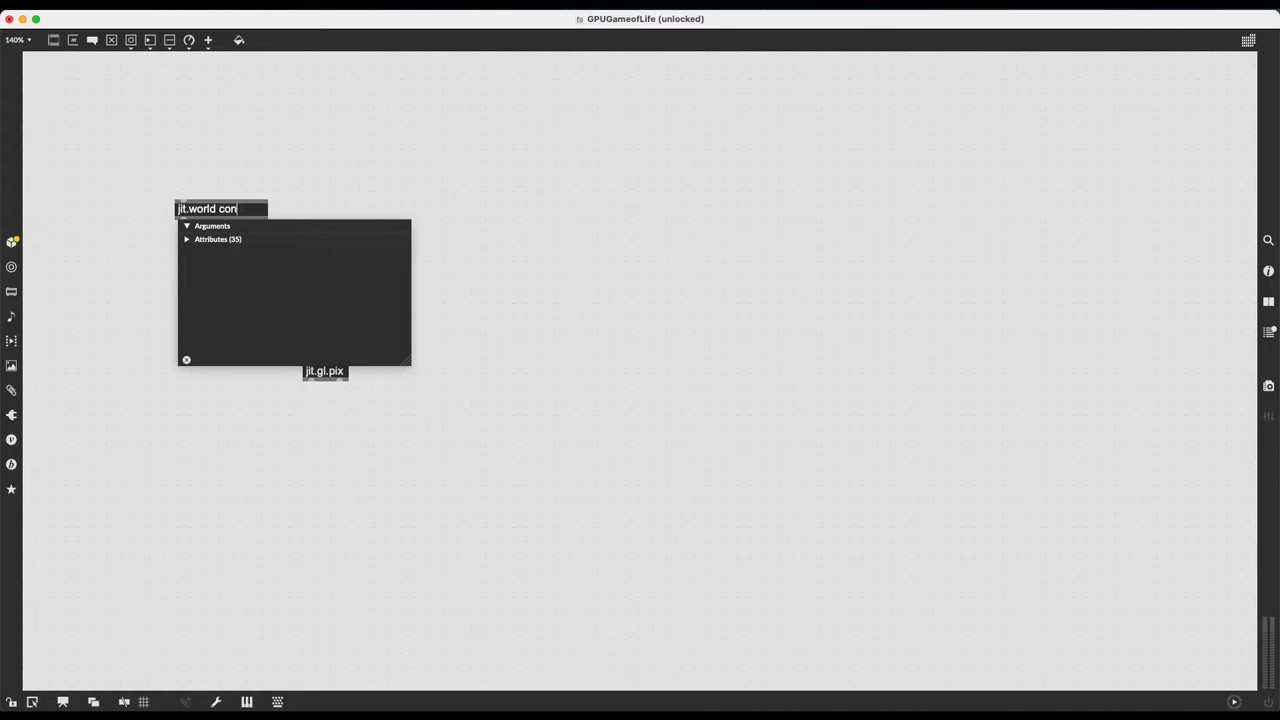 GPUGameofLife (unlocked)
140%
jit.world con
Arguments
Attributes (35)
jit.gl.pix